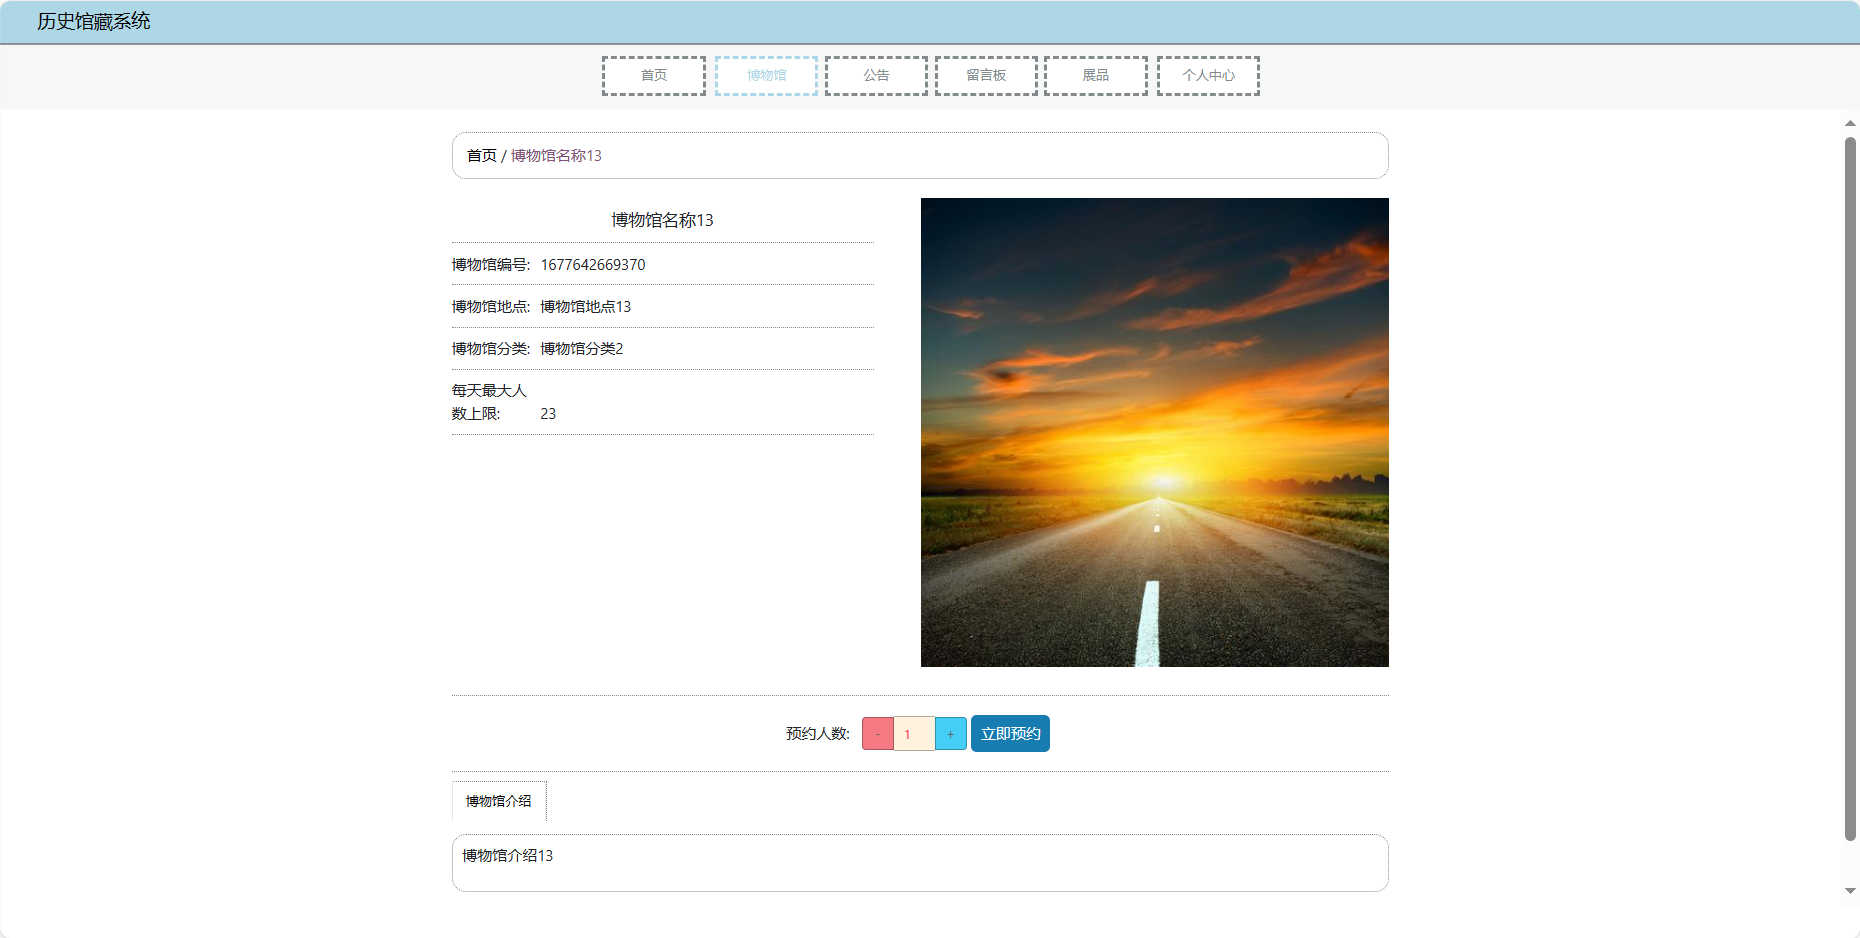 历史馆藏系统
首页
博物馆
公告
留言板
展品
个人中心
首页 / 博物馆名称13
博物馆名称13
博物馆编号: 1677642669370
博物馆地点: 博物馆地点13
博物馆分类: 博物馆分类2
每天最大人
数上限: 23
预约人数: - 1 + 立即预约
博物馆介绍
博物馆介绍13